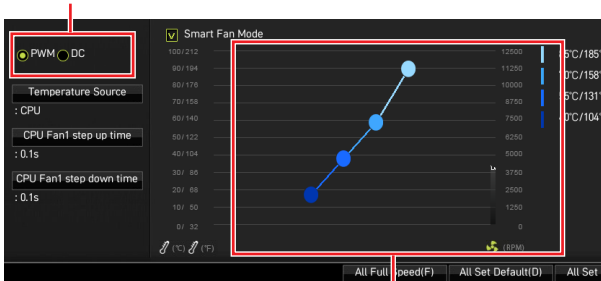 Smart Fan Mode
PWM DC
Temperature Source
: CPU
CPU Fan1 step up time
: 0.1s
CPU Fan1 step down time
: 0.1s
100/212 12500
90/194 11250
80/176 10000
70/158 8750
60/140 7500
50/122 6250
40/104 5000
30/ 86 3750
20/ 68 2500
10/ 50 1250
0/ 32 0
(°C) (°F) (RPM)
All Full Speed(F) All Set Default(D) All Set